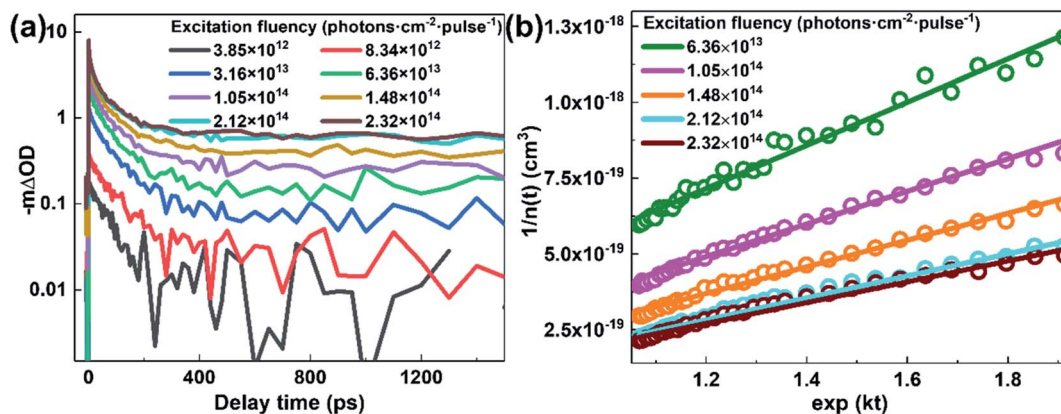 (a)
Excitation fluency (photons·cm⁻²·pulse⁻¹)
3.85×10¹² 8.34×10¹²
3.16×10¹³ 6.36×10¹³
1.05×10¹⁴ 1.48×10¹⁴
2.12×10¹⁴ 2.32×10¹⁴
10
1
0.1
0.01
-mΔOD
0 400 800 1200
Delay time (ps)
(b)
Excitation fluency (photons·cm⁻²·pulse⁻¹)
6.36×10¹³
1.05×10¹⁴
1.48×10¹⁴
2.12×10¹⁴
2.32×10¹⁴
1.3x10⁻¹⁸
1.0x10⁻¹⁸
7.5x10⁻¹⁹
5.0x10⁻¹⁹
2.5x10⁻¹⁹
1/n(t) (cm³)
1.2 1.4 1.6 1.8
exp (kt)